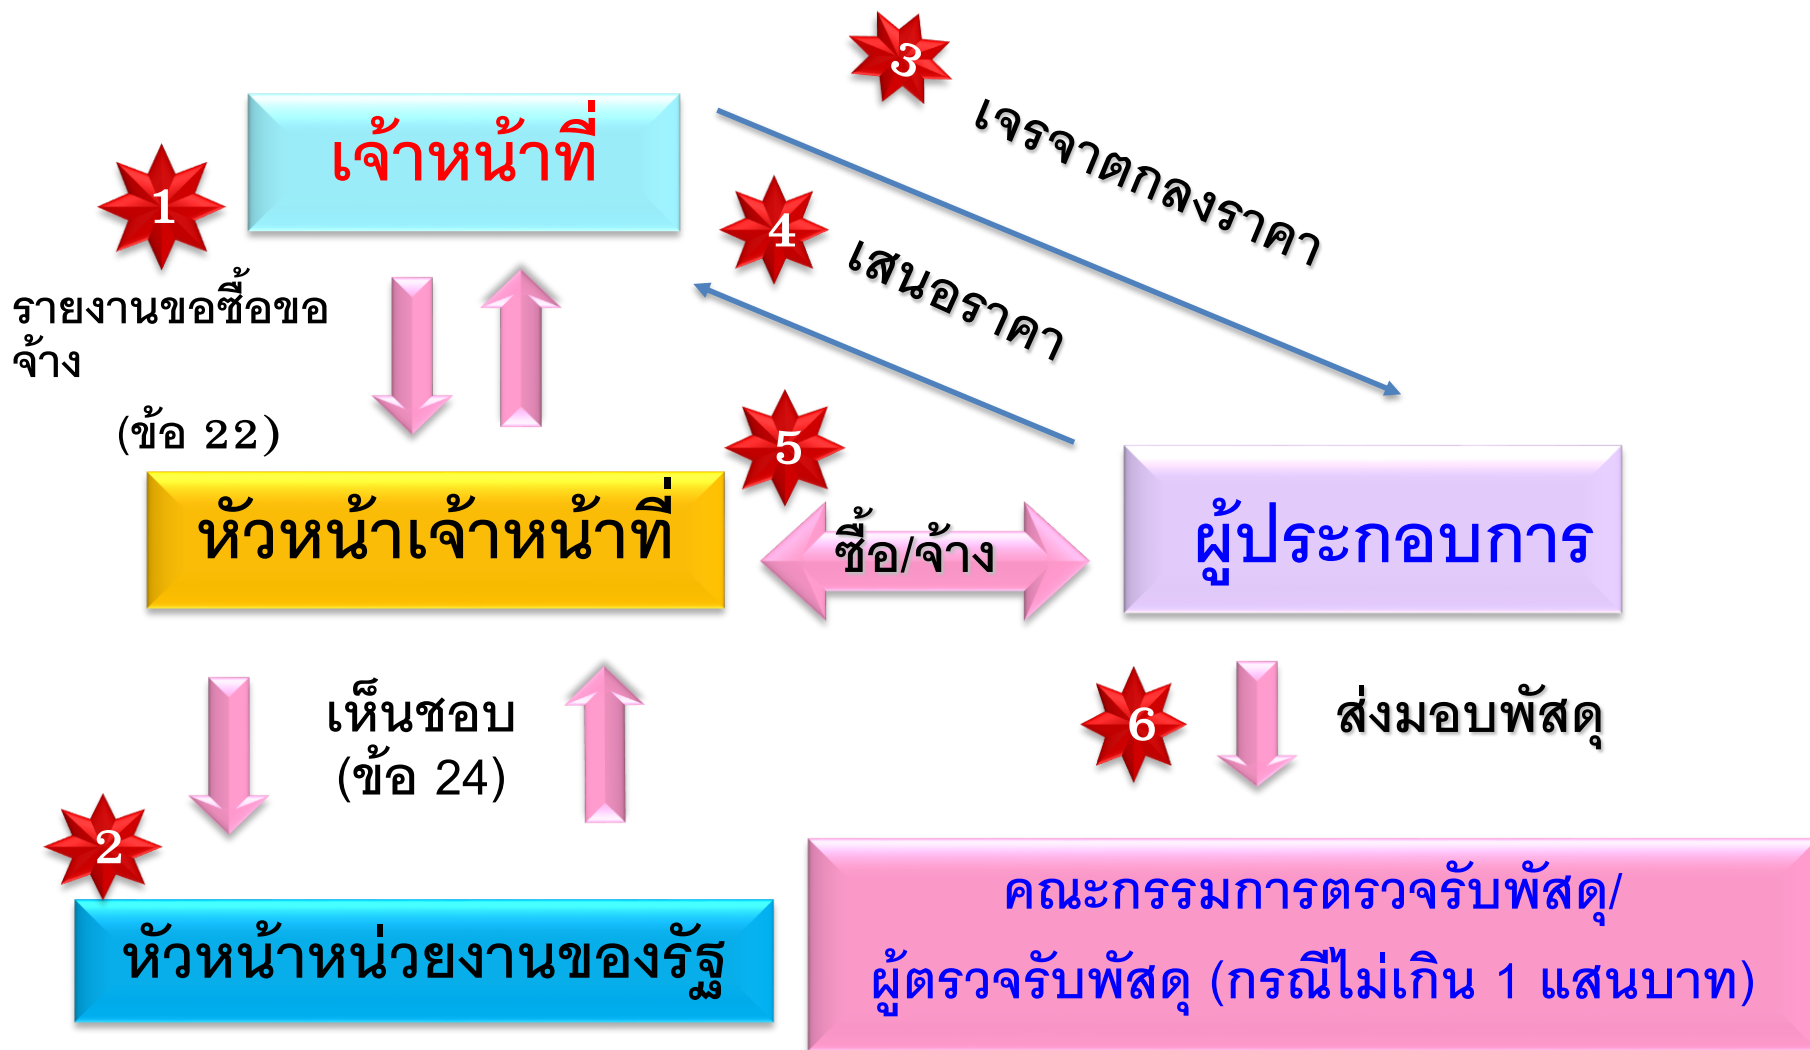 3
เจ้าหน้าที่
เจรจาตกลงราคา
1
4
เสนอราคา
รายงานขอซื้อขอ
จ้าง
(ข้อ 22)
5
หัวหน้าเจ้าหน้าที่
ซื้อ/จ้าง
ผู้ประกอบการ
เห็นชอบ
(ข้อ 24)
6
ส่งมอบพัสดุ
2
หัวหน้าหน่วยงานของรัฐ
คณะกรรมการตรวจรับพัสดุ/
ผู้ตรวจรับพัสดุ (กรณีไม่เกิน 1 แสนบาท)